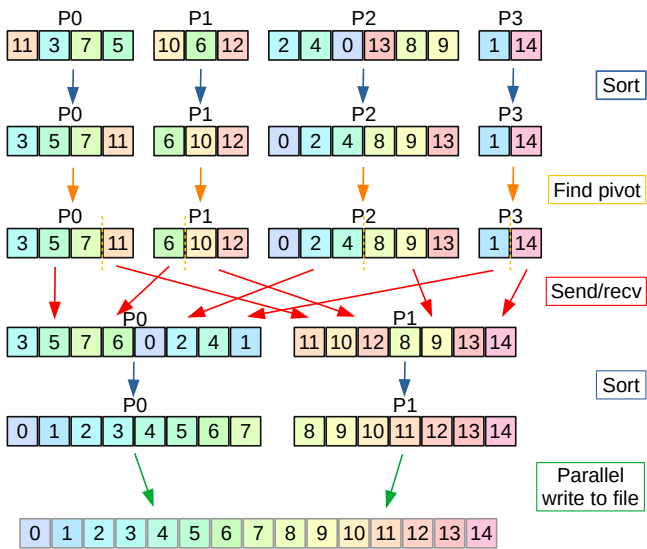 P0 P1 P2 P3
11 3 7 5 10 6 12 2 4 0 13 8 9 1 14
Sort
P0 P1 P2 P3
3 5 7 11 6 10 12 0 2 4 8 9 13 1 14
Find pivot
P0 P1 P2 P3
3 5 7 11 6 10 12 0 2 4 8 9 13 1 14
Send/recv
P0 P1
3 5 7 6 0 2 4 1 11 10 12 8 9 13 14
Sort
P0 P1
0 1 2 3 4 5 6 7 8 9 10 11 12 13 14
Parallel
write to file
0 1 2 3 4 5 6 7 8 9 10 11 12 13 14